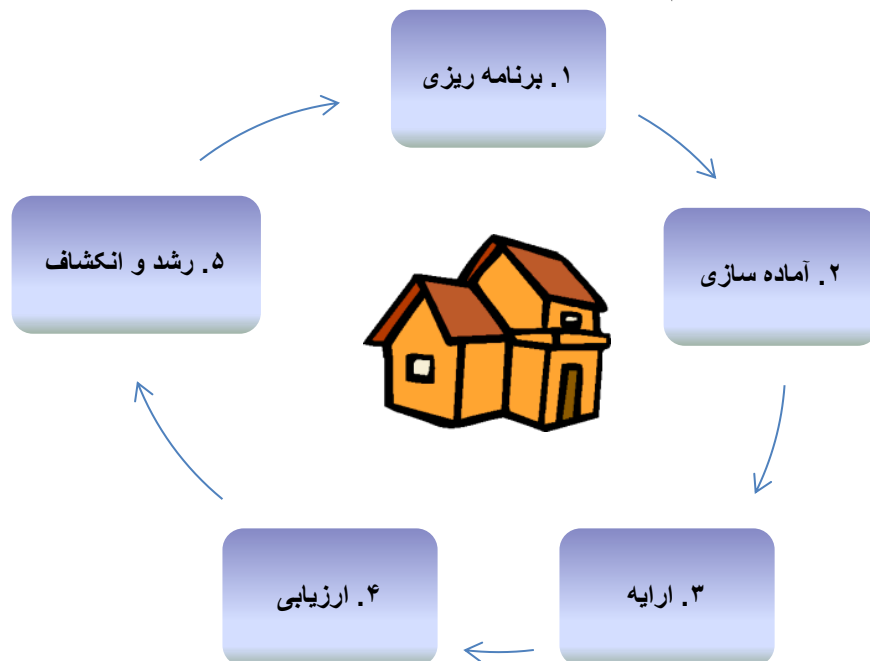 ۱. برنامه ریزی
۲. آماده سازی
۳. ارایه
۴. ارزیابی
۵. رشد و انکشاف